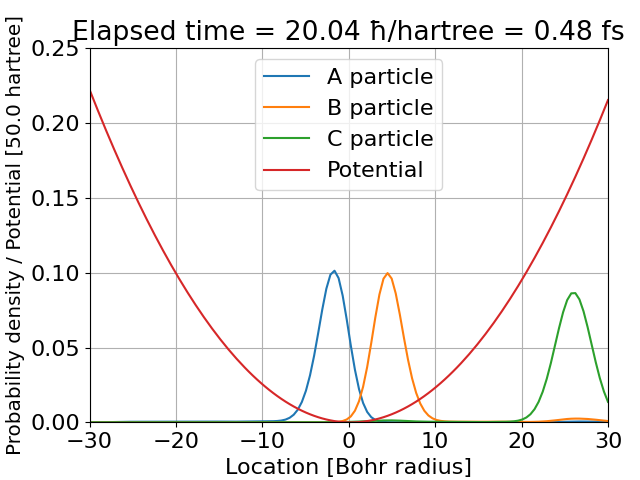 Elapsed time = 20.04 ħ/hartree = 0.48 fs
Probability density / Potential [50.0 hartree]
0.25
0.20
0.15
0.10
0.05
0.00
A particle
B particle
C particle
Potential
−30 −20 −10 0 10 20 30
Location [Bohr radius]